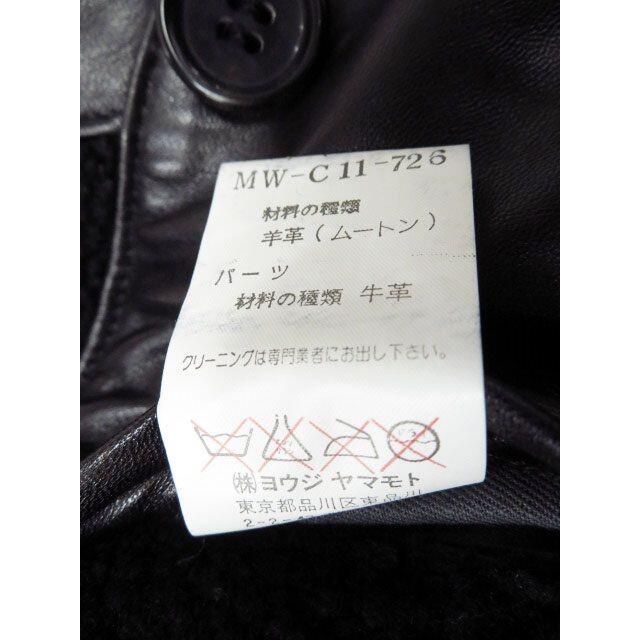 MW-C11-726
材料の種類
羊革(ムートン)
パーツ
材料の種類 牛革
クリーニングは専門業者にお出し下さい。
㈱ヨウジ ヤマモト
東京都品川区東品川
2-2-